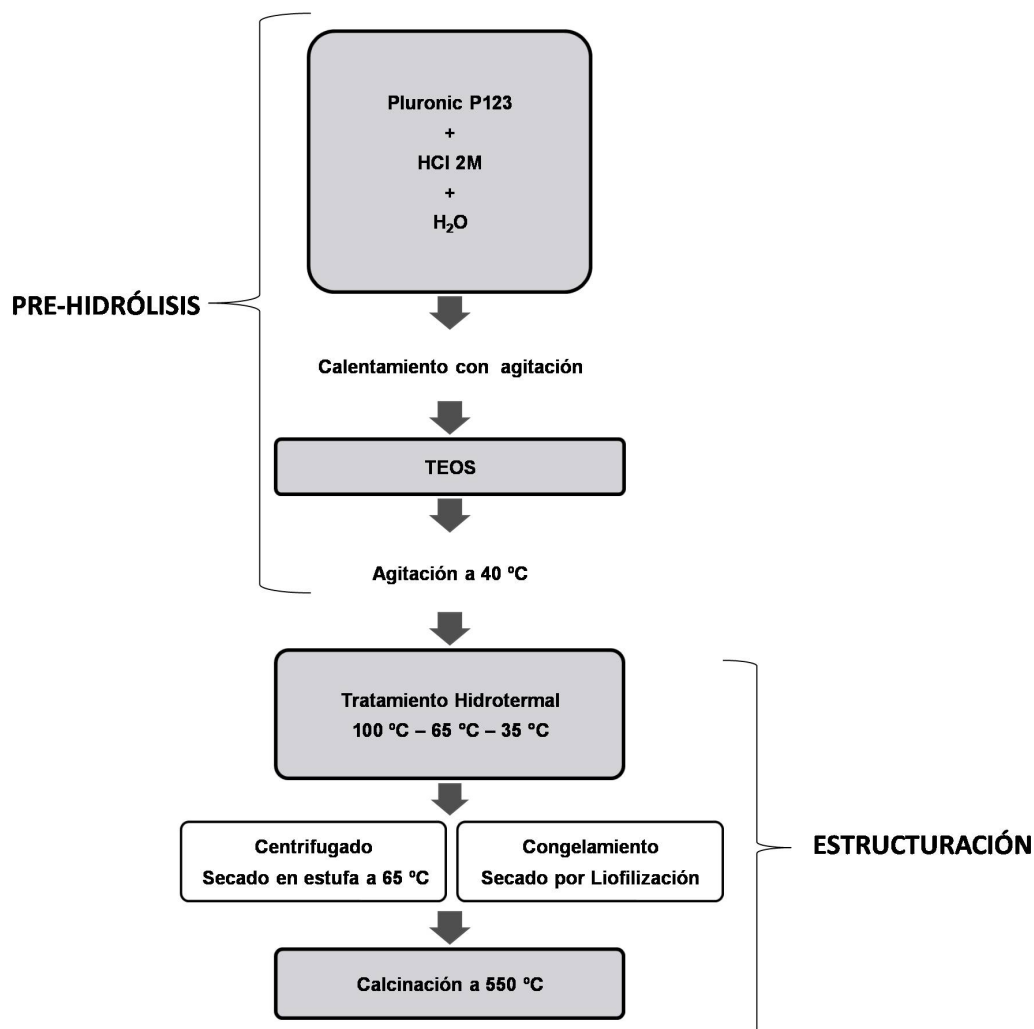 Pluronic P123
+
HCl 2M
+
H₂O
PRE-HIDRÓLISIS
Calentamiento con agitación
TEOS
Agitación a 40 ºC
Tratamiento Hidrotermal
100 ºC – 65 ºC – 35 ºC
Centrifugado
Secado en estufa a 65 ºC
Congelamiento
Secado por Liofilización
ESTRUCTURACIÓN
Calcinación a 550 ºC